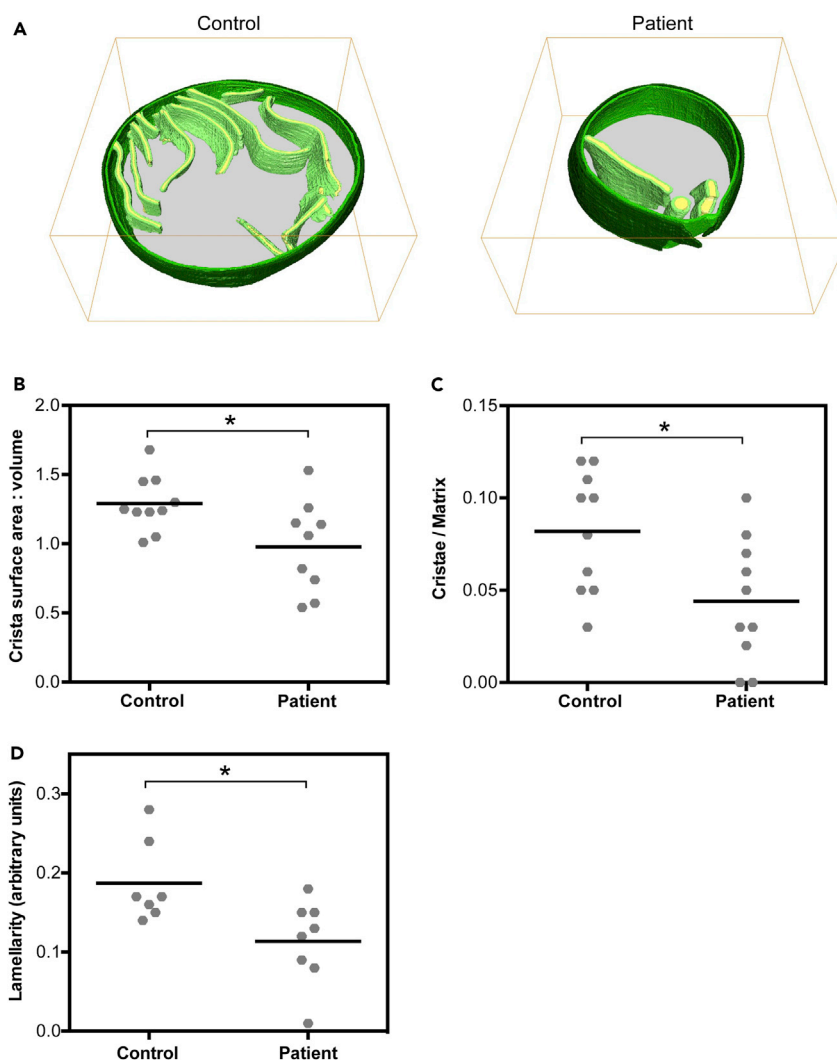 A
Control
Patient
B
Crista surface area : volume
2.0
1.5
1.0
0.5
0.0
*
Control
Patient
C
Cristae / Matrix
0.15
0.10
0.05
0.00
*
Control
Patient
D
Lamellarity (arbitrary units)
0.3
0.2
0.1
0.0
*
Control
Patient